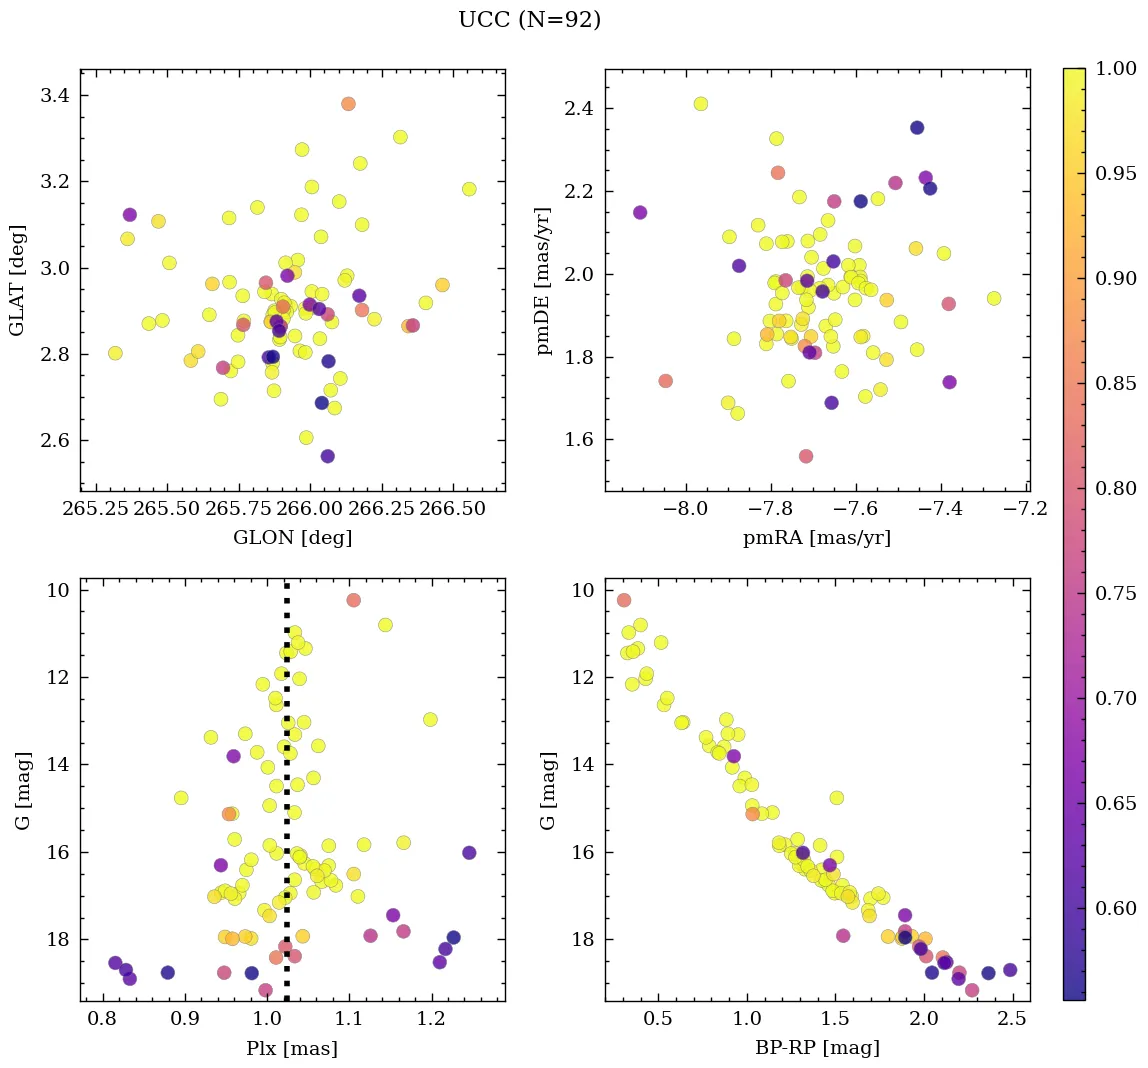 UCC (N=92)
3.4
3.2
3.0
2.8
2.6
GLAT [deg]
265.25 265.50 265.75 266.00 266.25 266.50
GLON [deg]
2.4
2.2
2.0
1.8
1.6
pmDE [mas/yr]
−8.0 −7.8 −7.6 −7.4 −7.2
pmRA [mas/yr]
10
12
14
16
18
G [mag]
0.8 0.9 1.0 1.1 1.2
Plx [mas]
10
12
14
16
18
G [mag]
0.5 1.0 1.5 2.0 2.5
BP-RP [mag]
1.00
0.95
0.90
0.85
0.80
0.75
0.70
0.65
0.60